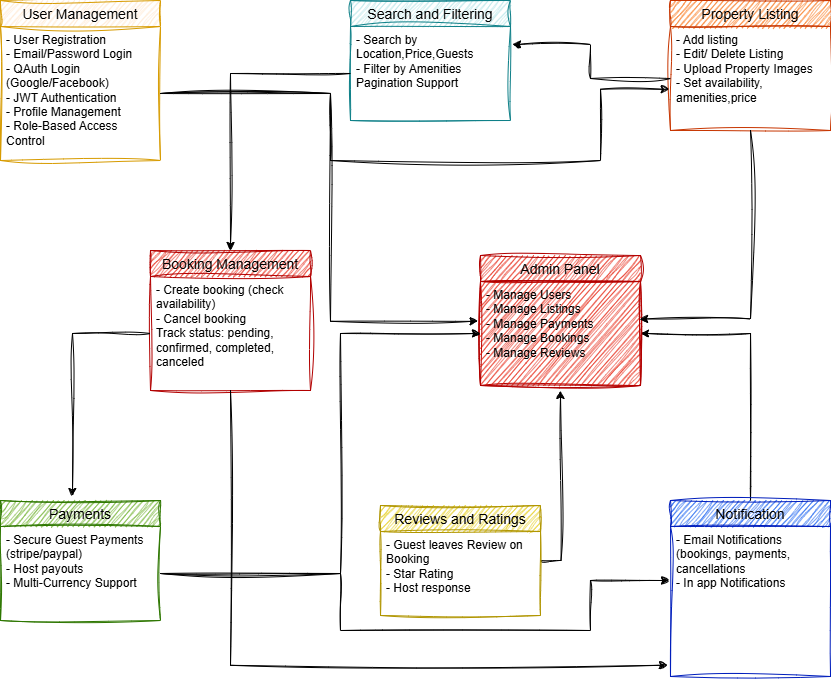 User Management
- User Registration
- Email/Password Login
- QAuth Login
(Google/Facebook)
- JWT Authentication
- Profile Management
- Role-Based Access
Control
Search and Filtering
- Search by
Location,Price,Guests
- Filter by Amenities
Pagination Support
Property Listing
- Add listing
- Edit/ Delete Listing
- Upload Property Images
- Set availability,
amenities,price
Booking Management
- Create booking (check
availability)
- Cancel booking
Track status: pending,
confirmed, completed,
canceled
Admin Panel
- Manage Users
- Manage Listings
- Manage Payments
- Manage Bookings
- Manage Reviews
Payments
- Secure Guest Payments
(stripe/paypal)
- Host payouts
- Multi-Currency Support
Reviews and Ratings
- Guest leaves Review on
Booking
- Star Rating
- Host response
Notification
- Email Notifications
(bookings, payments,
cancellations
- In app Notifications